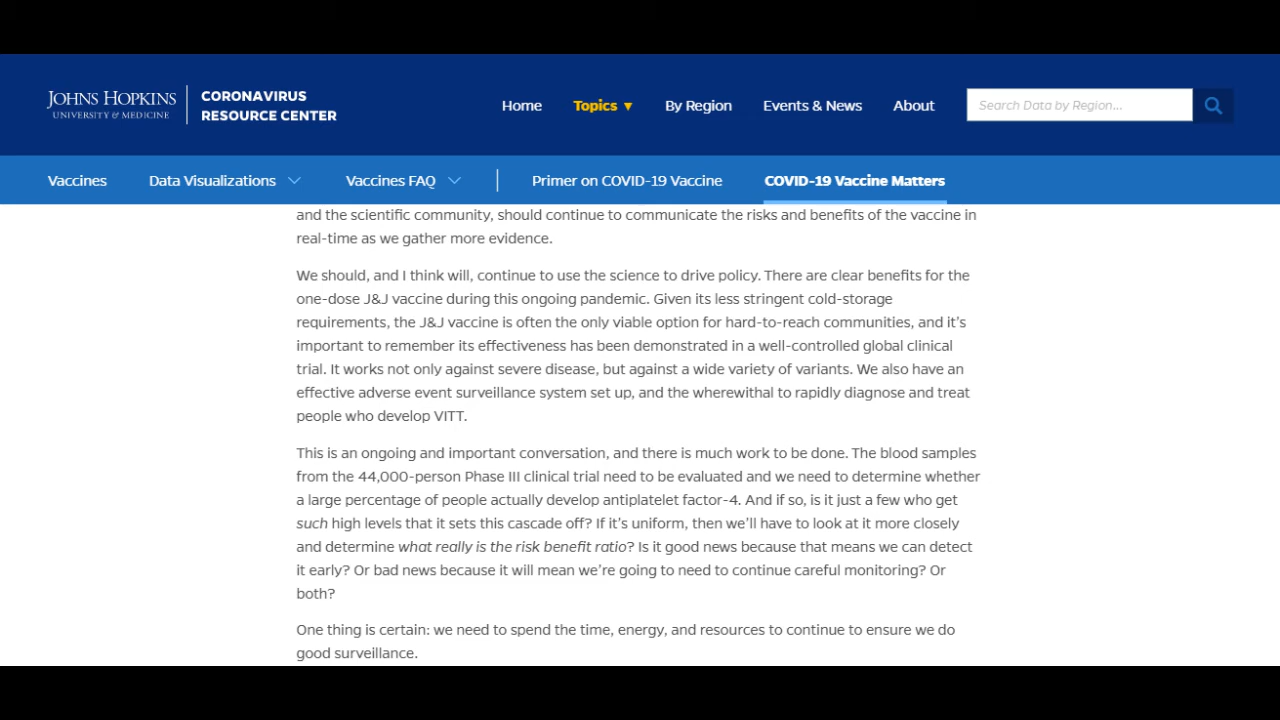 JOHNS HOPKINS
UNIVERSITY & MEDICINE
CORONAVIRUS
RESOURCE CENTER
Home
Topics ▼
By Region
Events & News
About
Search Data by Region...
Vaccines
Data Visualizations
Vaccines FAQ
Primer on COVID-19 Vaccine
COVID-19 Vaccine Matters
and the scientific community, should continue to communicate the risks and benefits of the vaccine in
real-time as we gather more evidence.
We should, and I think will, continue to use the science to drive policy. There are clear benefits for the
one-dose J&J vaccine during this ongoing pandemic. Given its less stringent cold-storage
requirements, the J&J vaccine is often the only viable option for hard-to-reach communities, and it's
important to remember its effectiveness has been demonstrated in a well-controlled global clinical
trial. It works not only against severe disease, but against a wide variety of variants. We also have an
effective adverse event surveillance system set up, and the wherewithal to rapidly diagnose and treat
people who develop VITT.
This is an ongoing and important conversation, and there is much work to be done. The blood samples
from the 44,000-person Phase III clinical trial need to be evaluated and we need to determine whether
a large percentage of people actually develop antiplatelet factor-4. And if so, is it just a few who get
such high levels that it sets this cascade off? If it's uniform, then we'll have to look at it more closely
and determine what really is the risk benefit ratio? Is it good news because that means we can detect
it early? Or bad news because it will mean we're going to need to continue careful monitoring? Or
both?
One thing is certain: we need to spend the time, energy, and resources to continue to ensure we do
good surveillance.